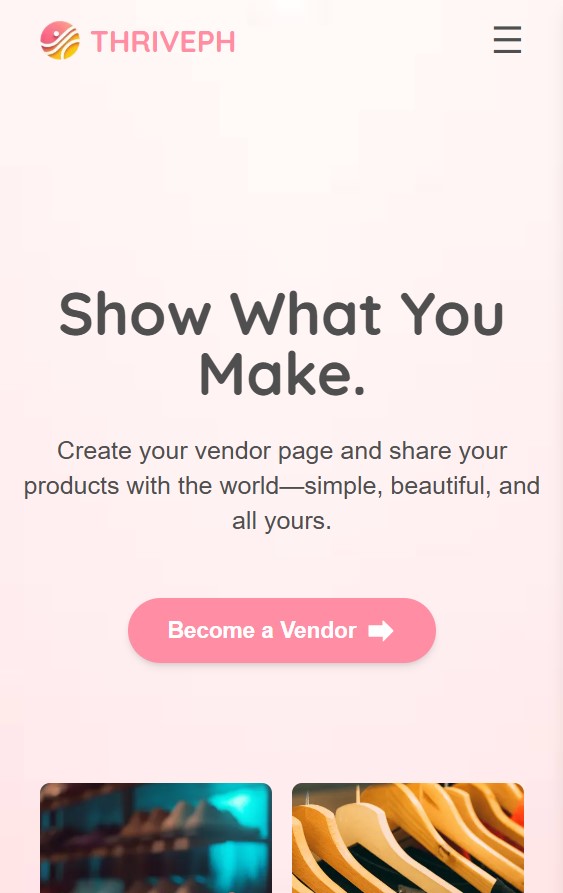 THRIVEPH
Show What You
Make.
Create your vendor page and share your
products with the world—simple, beautiful, and
all yours.
Become a Vendor